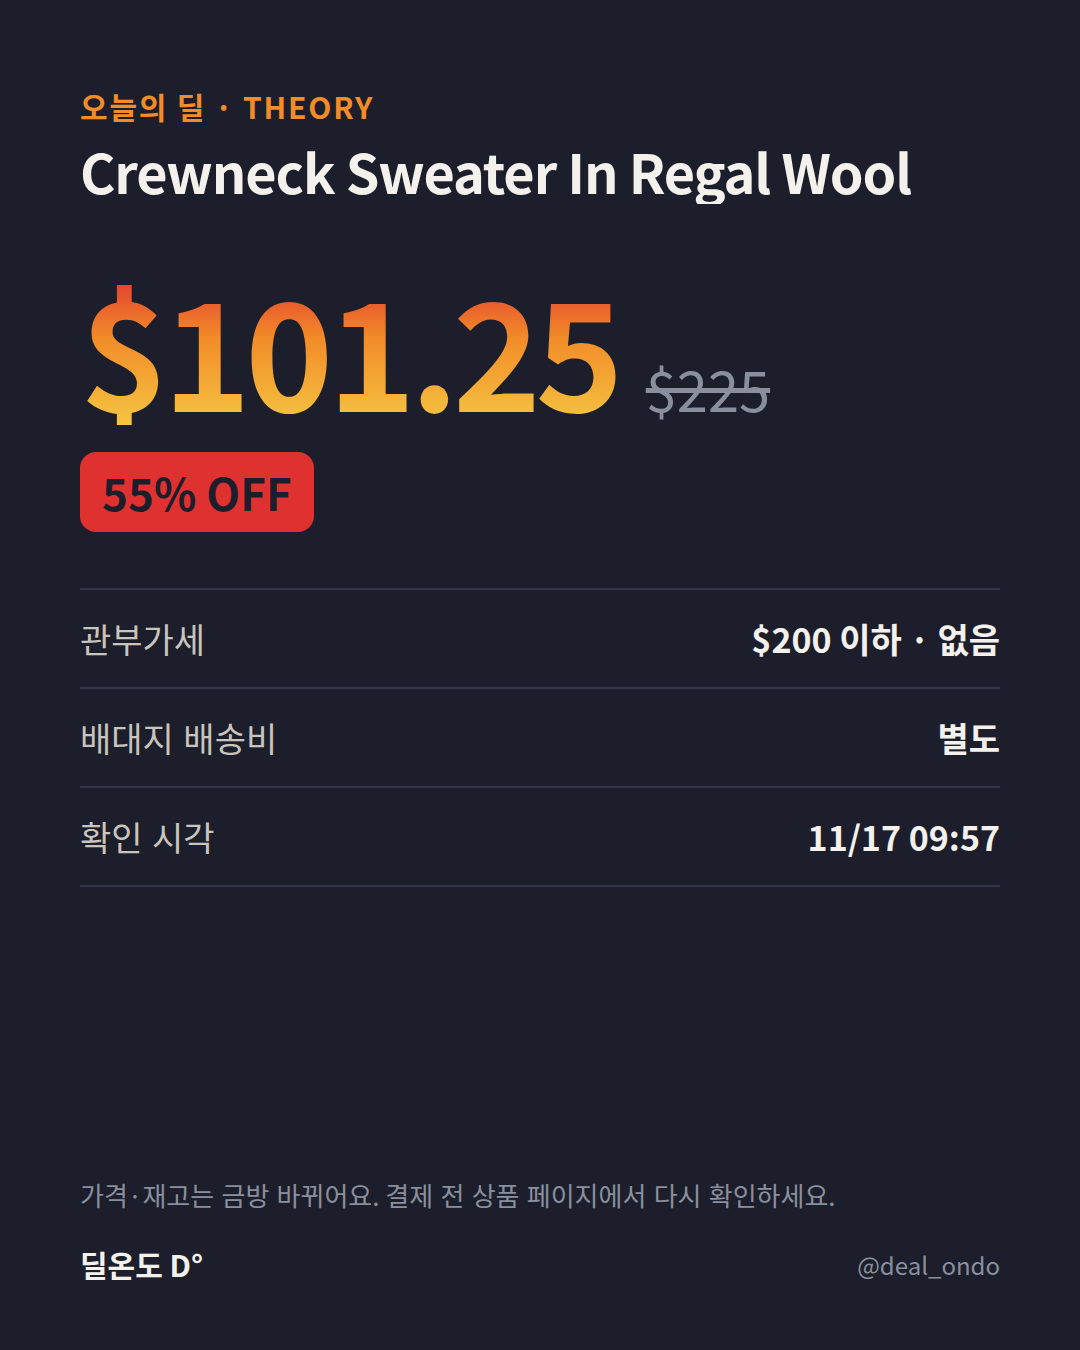 오늘의 딜 · THEORY
Crewneck Sweater In Regal Wool
$101.25 $225
55% OFF
관부가세 $200 이하 · 없음
배대지 배송비 별도
확인 시각 11/17 09:57
가격·재고는 금방 바뀌어요. 결제 전 상품 페이지에서 다시 확인하세요.
딜온도 D° @deal_ondo